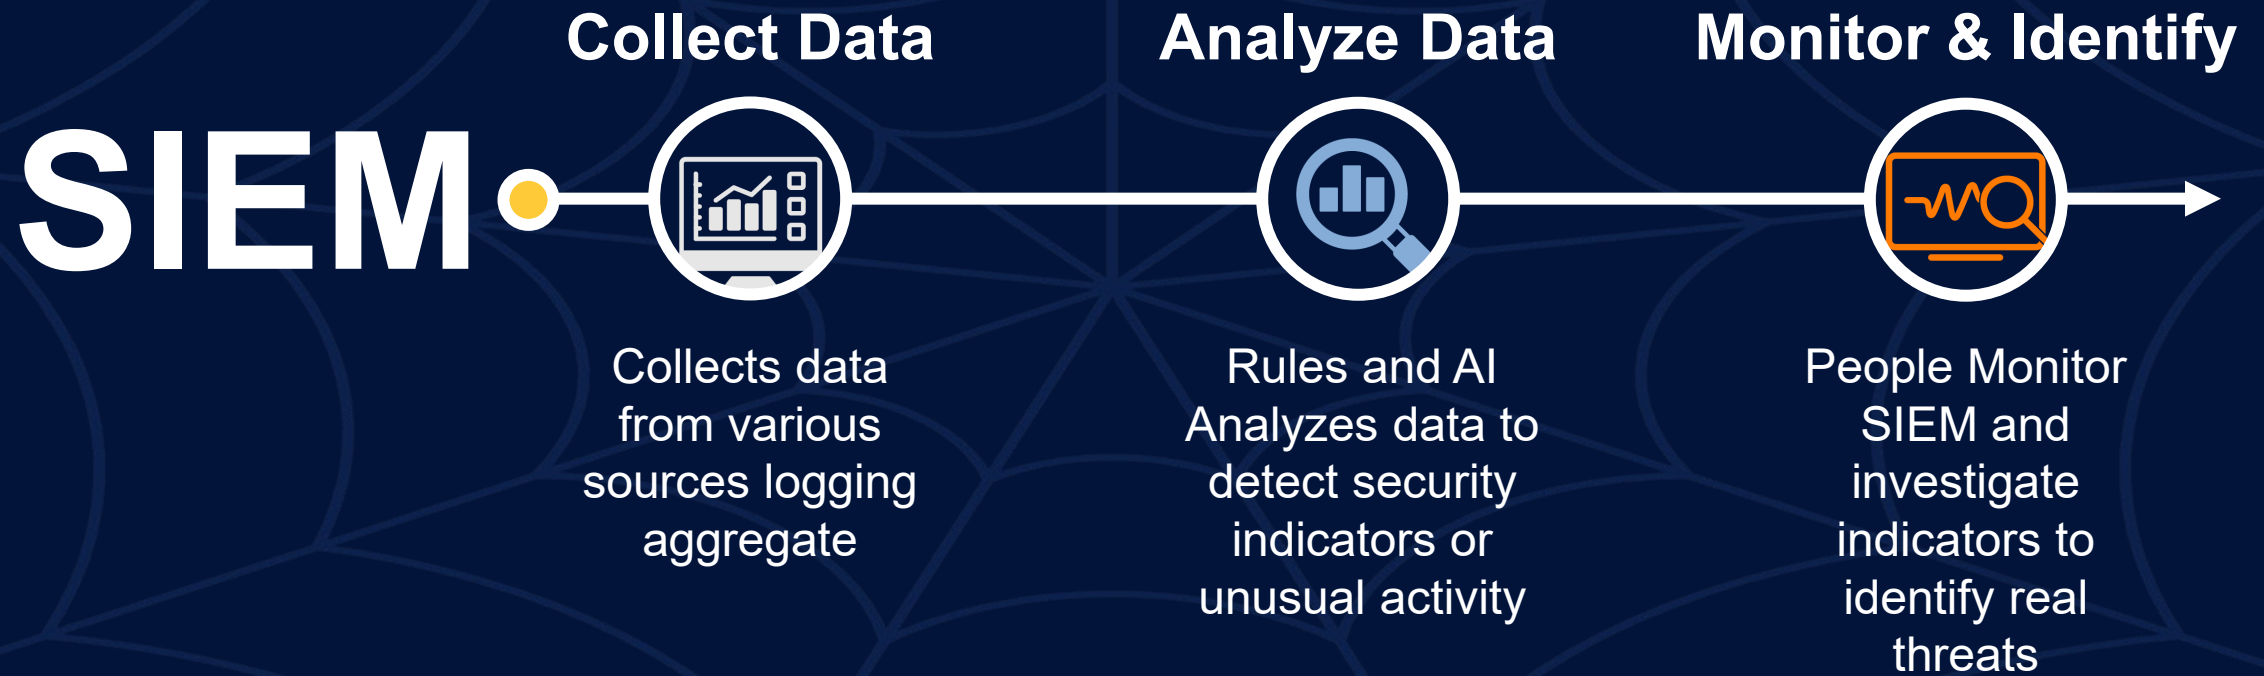 SIEM
Collect Data
Collects data
from various
sources logging
aggregate
Analyze Data
Rules and AI
Analyzes data to
detect security
indicators or
unusual activity
Monitor & Identify
People Monitor
SIEM and
investigate
indicators to
identify real
threats